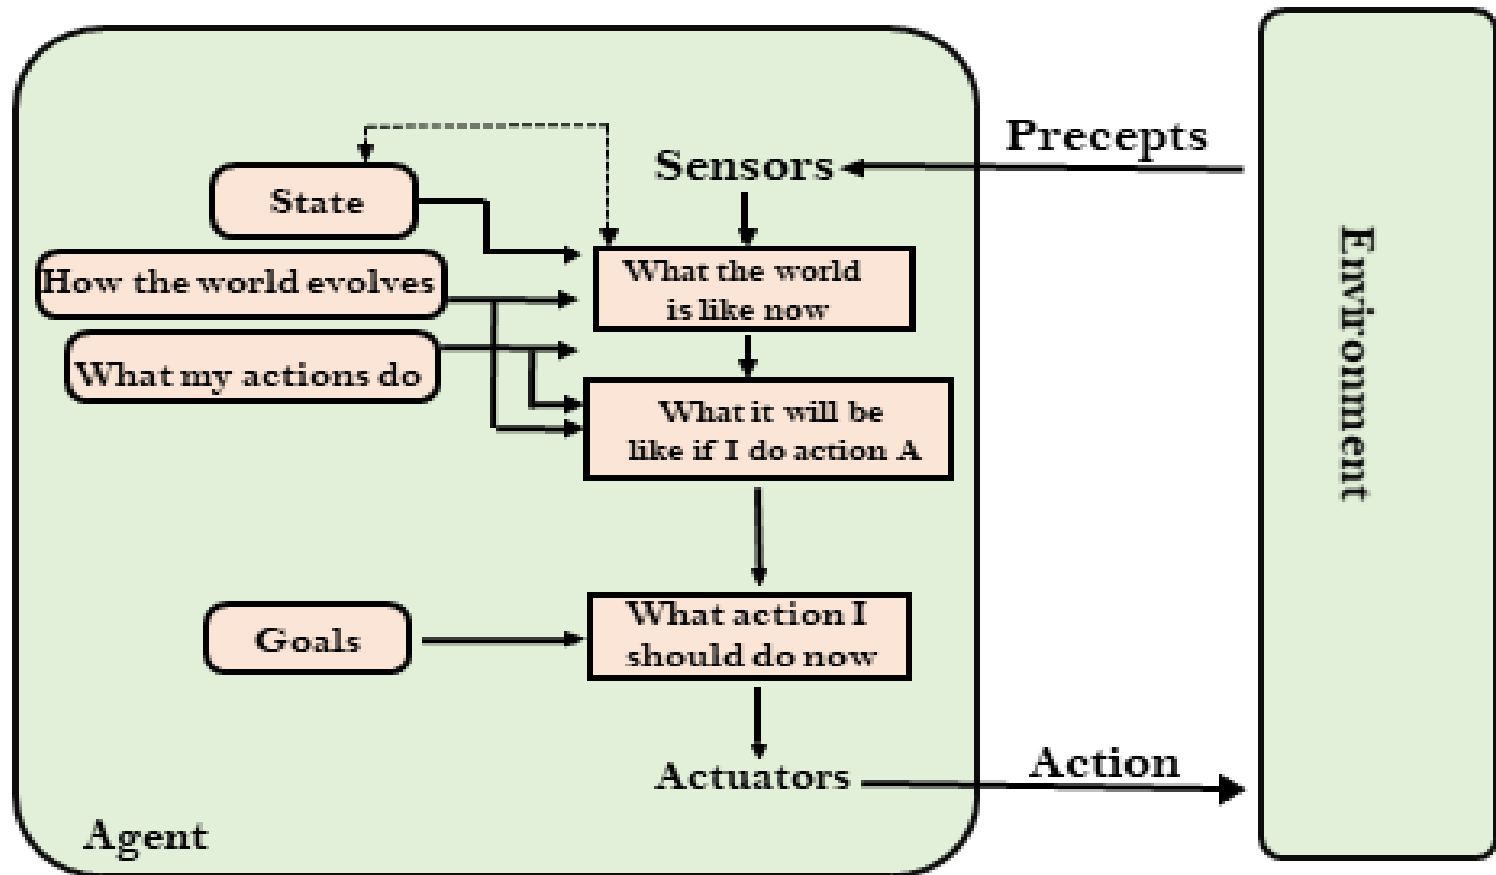 Precepts
Sensors
State
How the world evolves
What the world
is like now
What my actions do
What it will be
like if I do action A
Environment
Goals
What action I
should do now
Actuators
Action
Agent